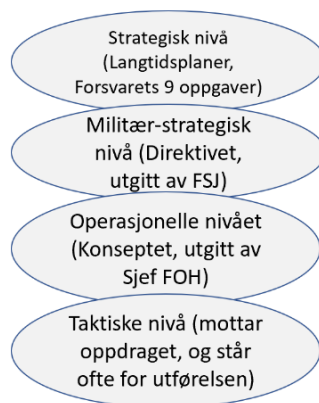 Strategisk nivå
(Langtidsplaner,
Forsvarets 9 oppgaver)
Militær-strategisk
nivå (Direktivet,
utgitt av FSJ)
Operasjonelle nivået
(Konseptet, utgitt av
Sjef FOH)
Taktiske nivå (mottar
oppdraget, og står
ofte for utførelsen)